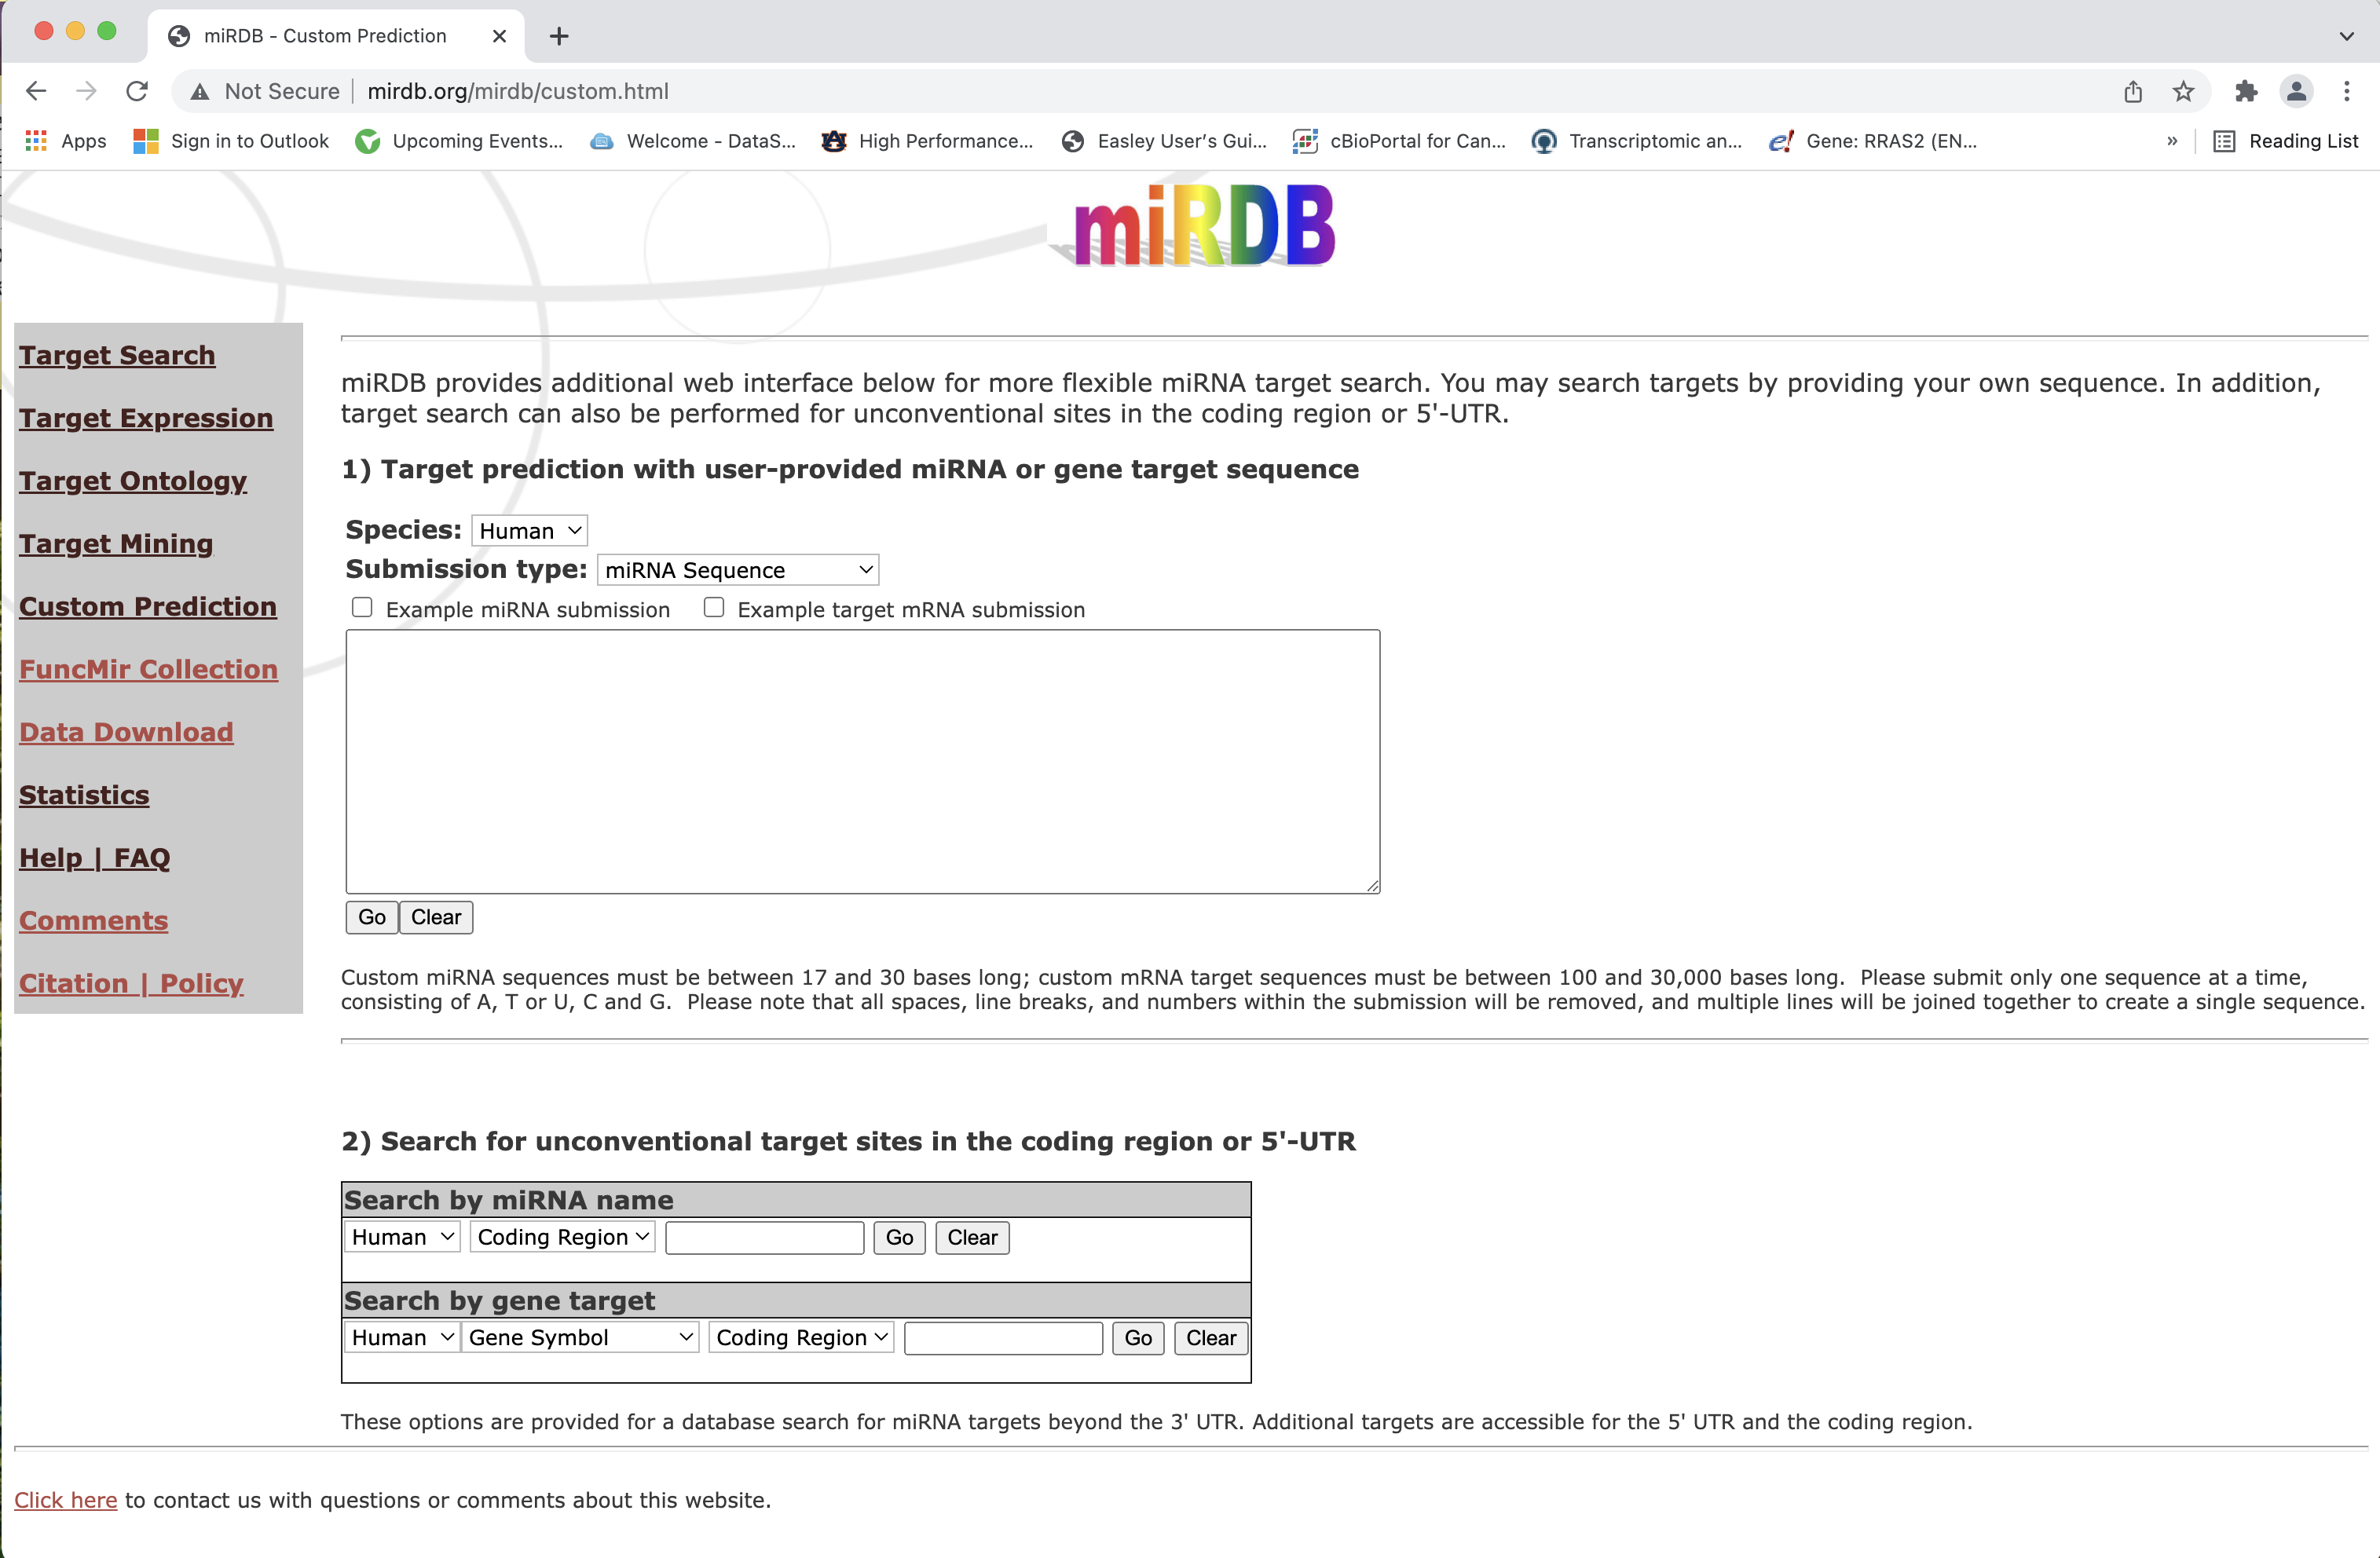 miRDB - Custom Prediction
Not Secure mirdb.org/mirdb/custom.html
Apps Sign in to Outlook Upcoming Events... Welcome - DataS... High Performance... Easley User's Gui... cBioPortal for Can... Transcriptomic an... Gene: RRAS2 (EN... » Reading List
miRDB
Target Search
Target Expression
Target Ontology
Target Mining
Custom Prediction
FuncMir Collection
Data Download
Statistics
Help | FAQ
Comments
Citation | Policy
miRDB provides additional web interface below for more flexible miRNA target search. You may search targets by providing your own sequence. In addition,
target search can also be performed for unconventional sites in the coding region or 5'-UTR.
1) Target prediction with user-provided miRNA or gene target sequence
Species: Human
Submission type: miRNA Sequence
Example miRNA submission Example target mRNA submission
Go Clear
Custom miRNA sequences must be between 17 and 30 bases long; custom mRNA target sequences must be between 100 and 30,000 bases long. Please submit only one sequence at a time,
consisting of A, T or U, C and G. Please note that all spaces, line breaks, and numbers within the submission will be removed, and multiple lines will be joined together to create a single sequence.
2) Search for unconventional target sites in the coding region or 5'-UTR
Search by miRNA name
Human Coding Region Go Clear
Search by gene target
Human Gene Symbol Coding Region Go Clear
These options are provided for a database search for miRNA targets beyond the 3' UTR. Additional targets are accessible for the 5' UTR and the coding region.
Click here to contact us with questions or comments about this website.